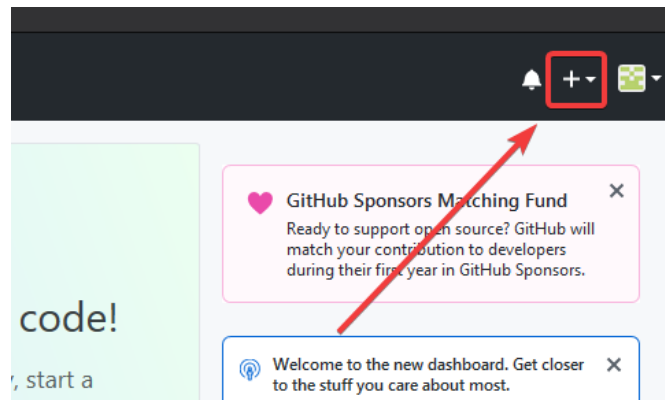 GitHub Sponsors Matching Fund
Ready to support open source? GitHub will
match your contribution to developers
during their first year in GitHub Sponsors.
code!
, start a
Welcome to the new dashboard. Get closer
to the stuff you care about most.